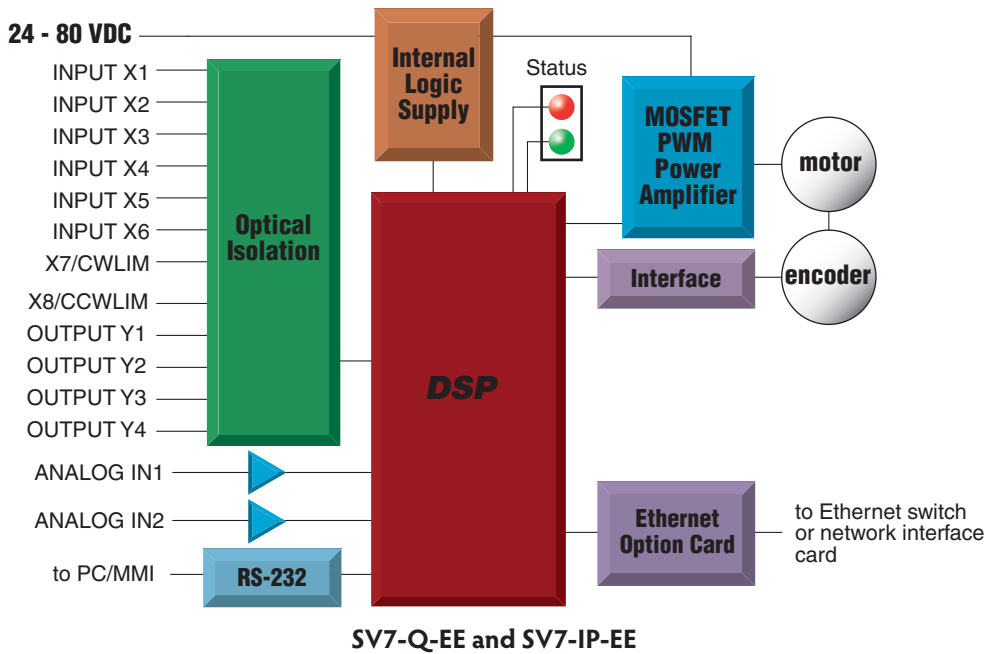 24 - 80 VDC
INPUT X1
INPUT X2
INPUT X3
INPUT X4
INPUT X5
INPUT X6
X7/CWLIM
X8/CCWLIM
OUTPUT Y1
OUTPUT Y2
OUTPUT Y3
OUTPUT Y4
ANALOG IN1
ANALOG IN2
to PC/MMI
Optical
Isolation
RS-232
Internal
Logic
Supply
Status
DSP
MOSFET
PWM
Power
Amplifier
motor
Interface
encoder
Ethernet
Option Card
to Ethernet switch
or network interface
card
SV7-Q-EE and SV7-IP-EE